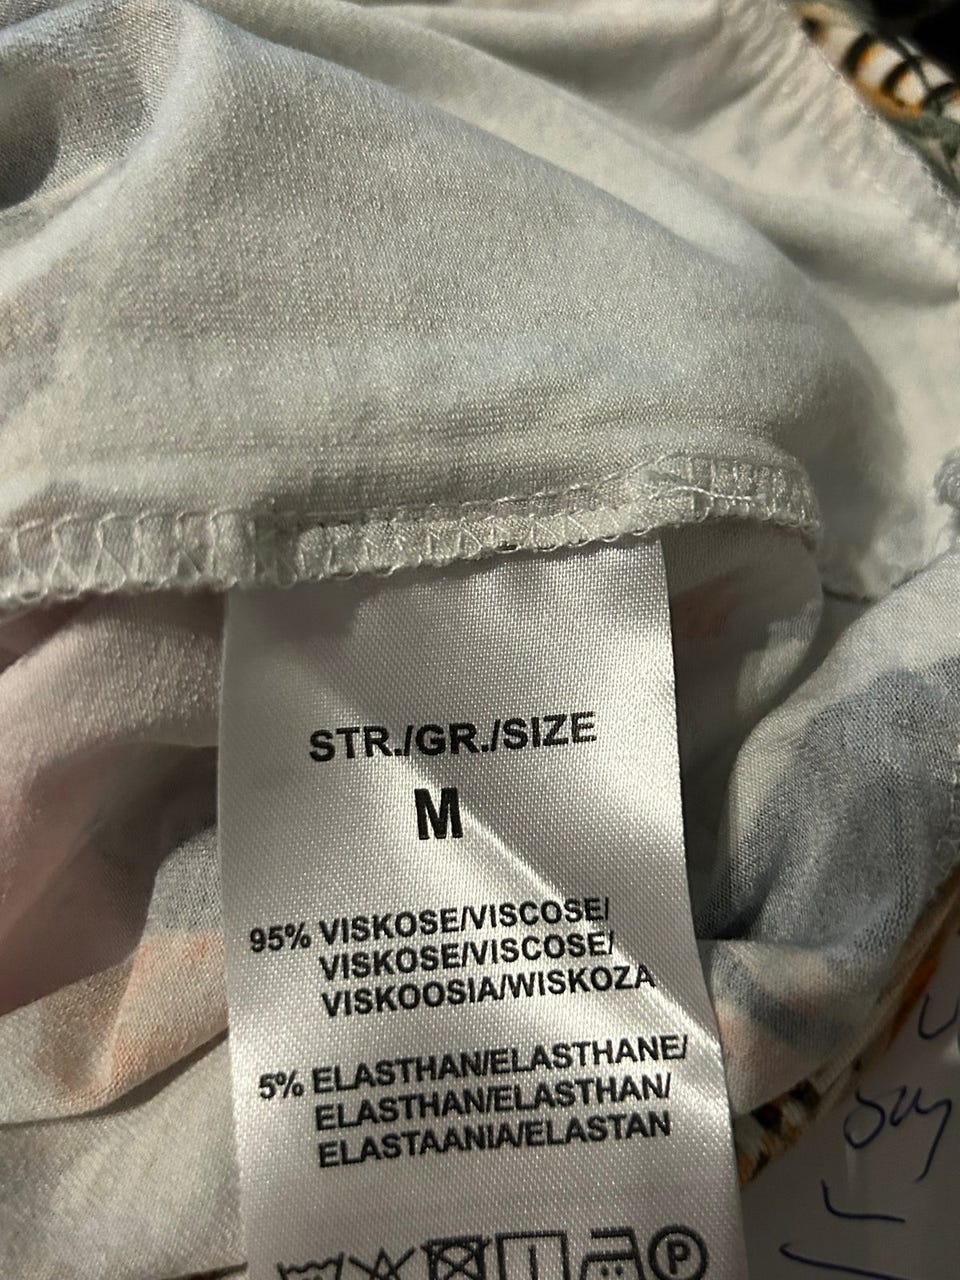 STR./GR./SIZE
M
95% VISKOSE/VISCOSE/
VISKOSE/VISCOSE/
VISKOOSIA/WISKOZA
5% ELASTHAN/ELASTHANE/
ELASTHAN/ELASTHAN/
ELASTAANIA/ELASTAN
P